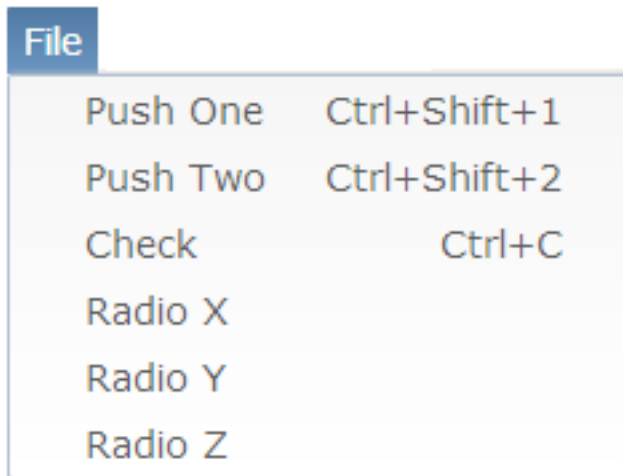 File
Push One Ctrl+Shift+1
Push Two Ctrl+Shift+2
Check Ctrl+C
Radio X
Radio Y
Radio Z